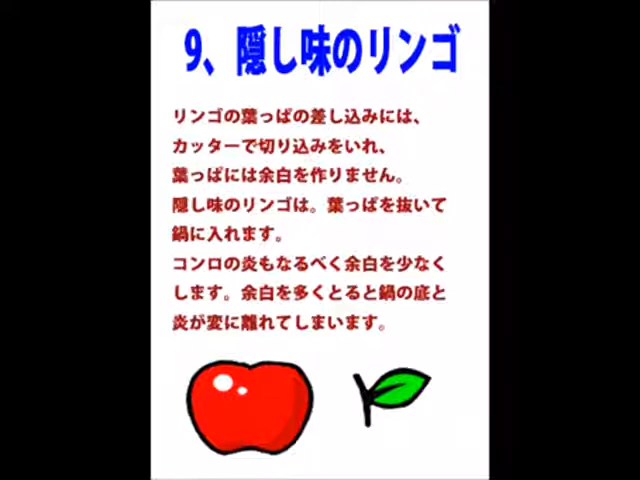 9、隠し味のリンゴ
リンゴの葉っぱの差し込みには、
カッターで切り込みをいれ、
葉っぱには余白を作りません。
隠し味のリンゴは。葉っぱを抜いて
鍋に入れます。
コンロの炎もなるべく余白を少なく
します。余白を多くとると鍋の底と
炎が変に離れてしまいます。